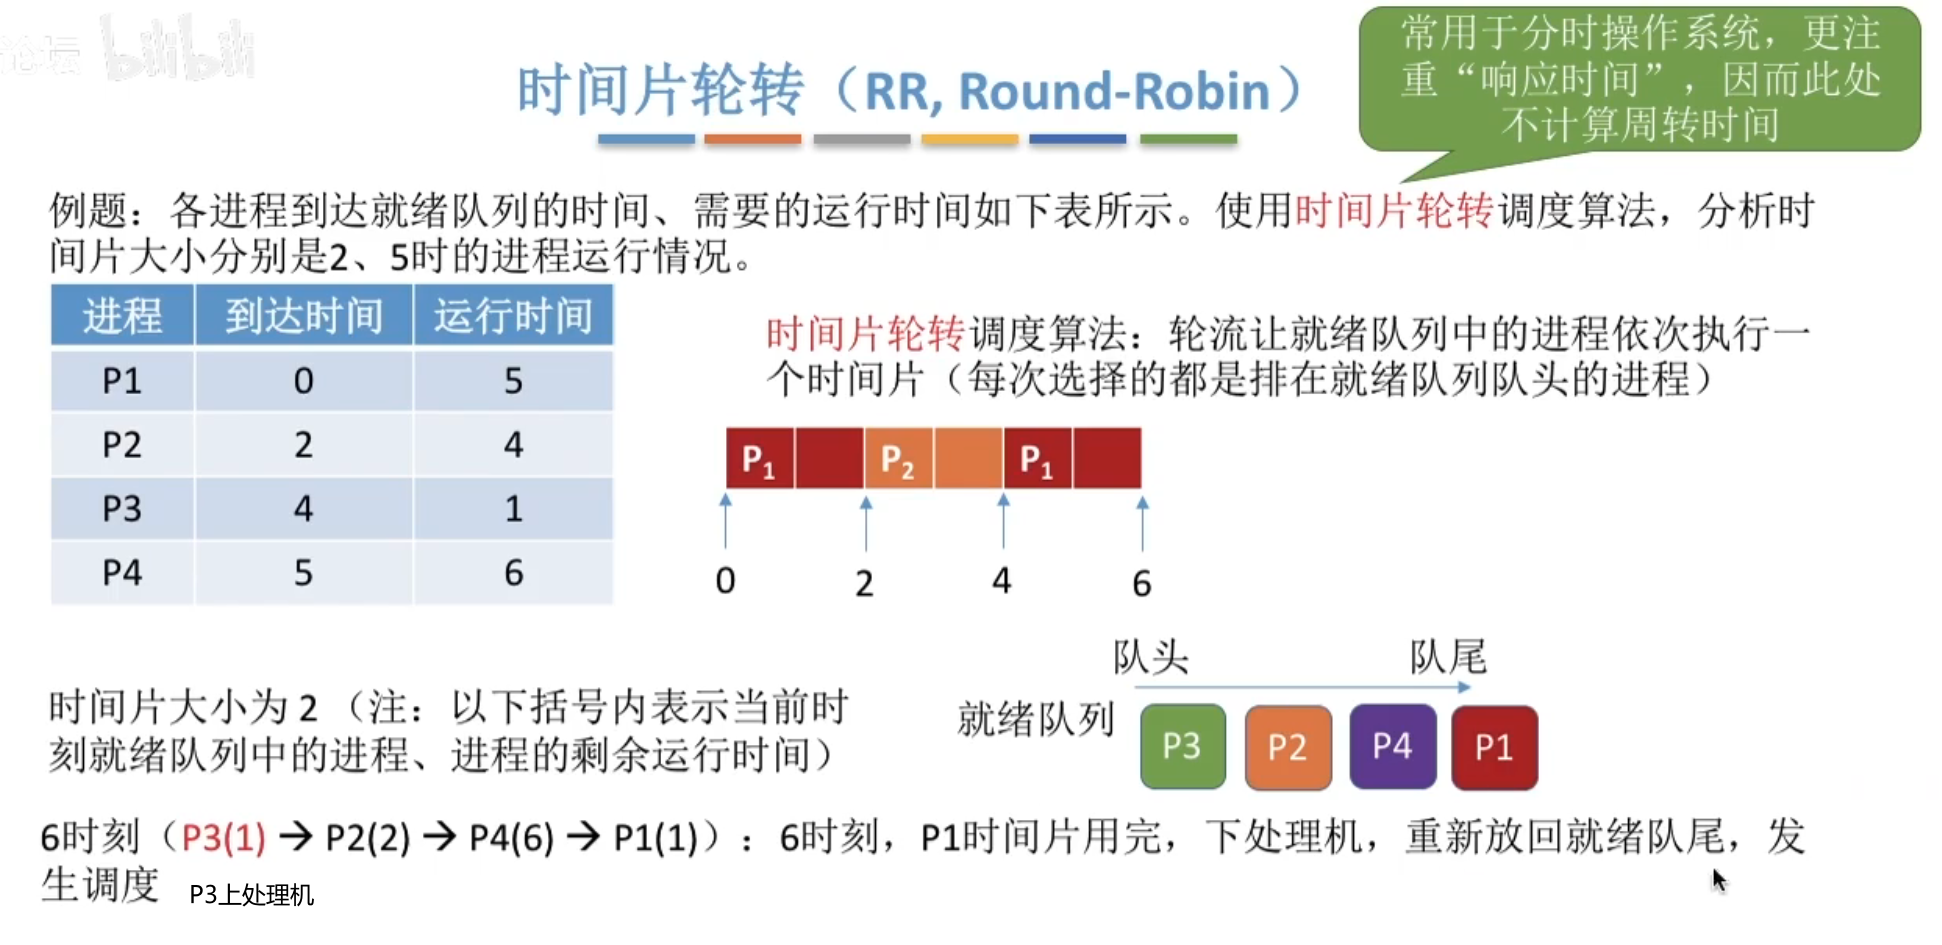 论坛 bilibili
常用于分时操作系统，更注
重“响应时间”，因而此处
不计算周转时间
时间片轮转（RR, Round-Robin）
例题：各进程到达就绪队列的时间、需要的运行时间如下表所示。使用时间片轮转调度算法，分析时
间片大小分别是2、5时的进程运行情况。
进程 到达时间 运行时间
P1 0 5
P2 2 4
P3 4 1
P4 5 6
时间片轮转调度算法：轮流让就绪队列中的进程依次执行一
个时间片（每次选择的都是排在就绪队列队头的进程）
P1 P2 P1
0 2 4 6
队头 队尾
就绪队列 P3 P2 P4 P1
时间片大小为 2 （注：以下括号内表示当前时
刻就绪队列中的进程、进程的剩余运行时间）
6时刻（P3(1) → P2(2) → P4(6) → P1(1)）：6时刻，P1时间片用完，下处理机，重新放回就绪队尾，发
生调度 P3上处理机